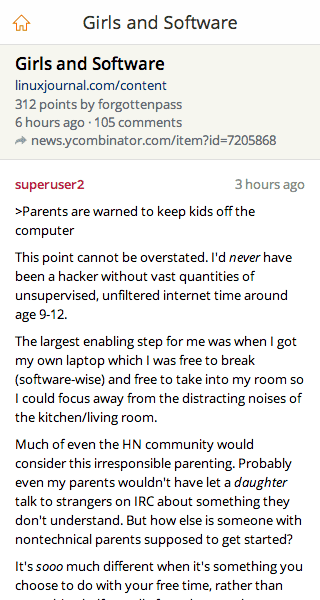 Girls and Software
Girls and Software
linuxjournal.com/content
312 points by forgottenpass
6 hours ago · 105 comments
news.ycombinator.com/item?id=7205868
superuser2 3 hours ago
>Parents are warned to keep kids off the
computer
This point cannot be overstated. I'd never have
been a hacker without vast quantities of
unsupervised, unfiltered internet time around
age 9-12.
The largest enabling step for me was when I got
my own laptop which I was free to break
(software-wise) and free to take into my room so
I could focus away from the distracting noises of
the kitchen/living room.
Much of even the HN community would
consider this irresponsible parenting. Probably
even my parents wouldn't have let a daughter
talk to strangers on IRC about something they
don't understand. But how else is someone with
nontechnical parents supposed to get started?
It's sooo much different when it's something you
choose to do with your free time, rather than